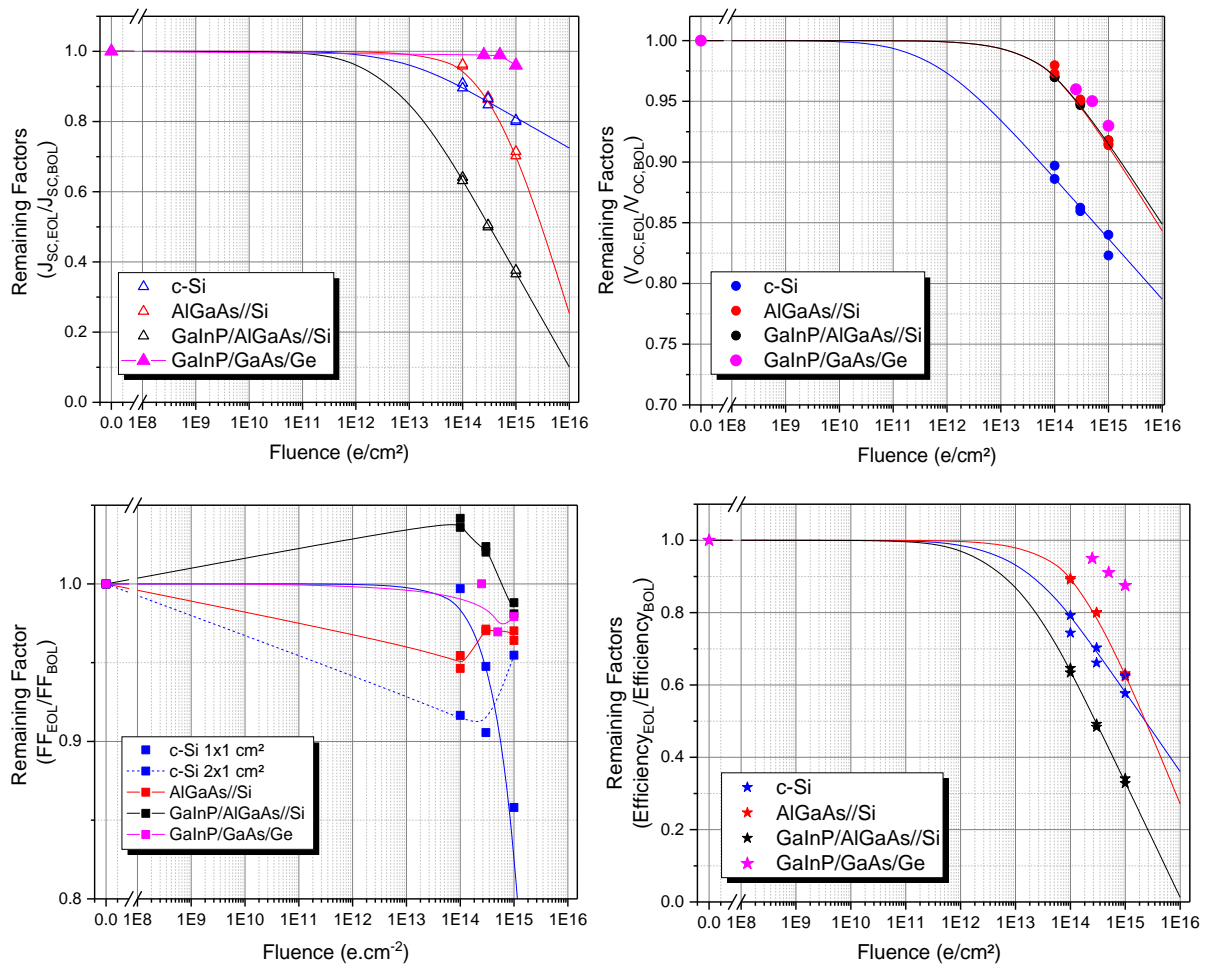 1.0
0.8
0.6
0.4
0.2
0.0
Remaining Factors
(J_SC,EOL/J_SC,BOL)
c-Si
AlGaAs//Si
GaInP/AlGaAs//Si
GaInP/GaAs/Ge
0.0 1E8 1E9 1E10 1E11 1E12 1E13 1E14 1E15 1E16
Fluence (e/cm²)
1.00
0.95
0.90
0.85
0.80
0.75
0.70
Remaining Factors
(V_OC,EOL/V_OC,BOL)
c-Si
AlGaAs//Si
GaInP/AlGaAs//Si
GaInP/GaAs/Ge
0.0 1E8 1E9 1E10 1E11 1E12 1E13 1E14 1E15 1E16
Fluence (e/cm²)
1.0
0.9
0.8
Remaining Factors
(FF_EOL/FF_BOL)
c-Si 1x1 cm²
c-Si 2x1 cm²
AlGaAs//Si
GaInP/AlGaAs//Si
GaInP/GaAs/Ge
0.0 1E8 1E9 1E10 1E11 1E12 1E13 1E14 1E15 1E16
Fluence (e.cm⁻²)
1.0
0.8
0.6
0.4
0.2
0.0
Remaining Factors
(Efficiency_EOL/Efficiency_BOL)
c-Si
AlGaAs//Si
GaInP/AlGaAs//Si
GaInP/GaAs/Ge
0.0 1E8 1E9 1E10 1E11 1E12 1E13 1E14 1E15 1E16
Fluence (e/cm²)